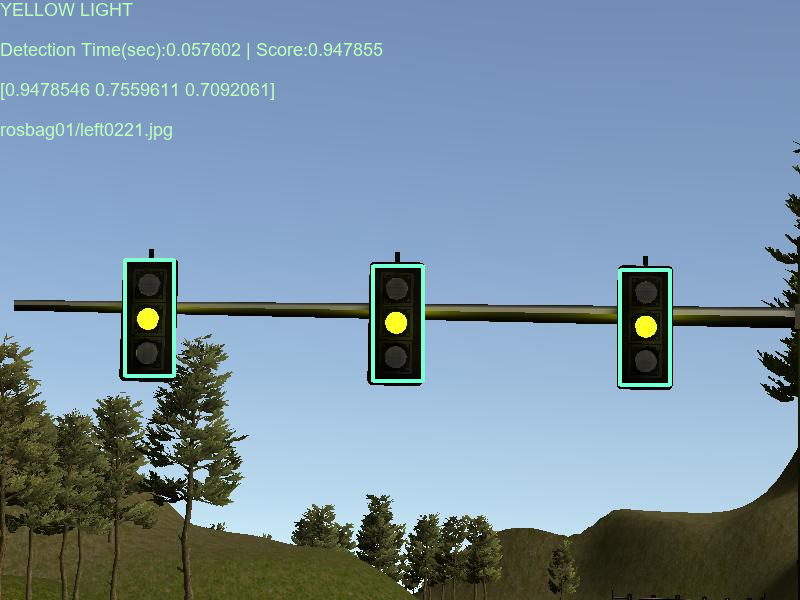 YELLOW LIGHT
Detection Time(sec):0.057602 | Score:0.947855
[0.9478546 0.7559611 0.7092061]
rosbag01/left0221.jpg